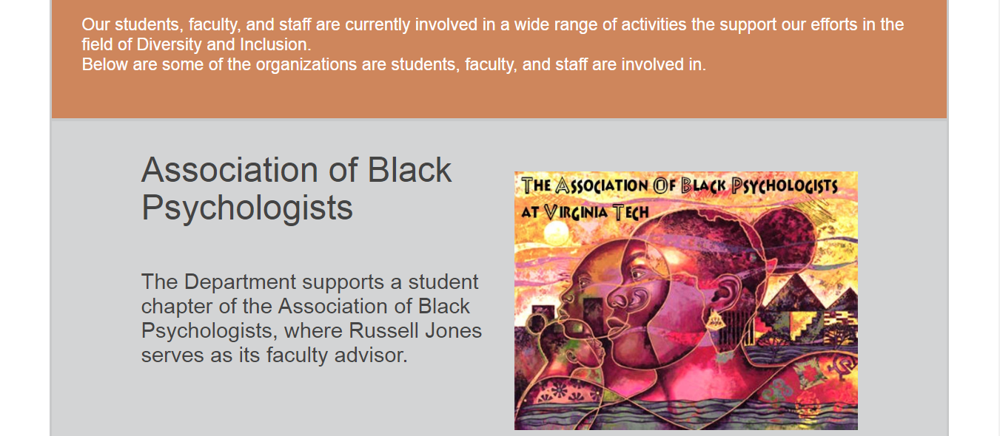 Our students, faculty, and staff are currently involved in a wide range of activities the support our efforts in the
field of Diversity and Inclusion.
Below are some of the organizations are students, faculty, and staff are involved in.
Association of Black
Psychologists
The Department supports a student
chapter of the Association of Black
Psychologists, where Russell Jones
serves as its faculty advisor.
THE ASSOCIATION OF BLACK PSYCHOLOGISTS
AT VIRGINIA TECH